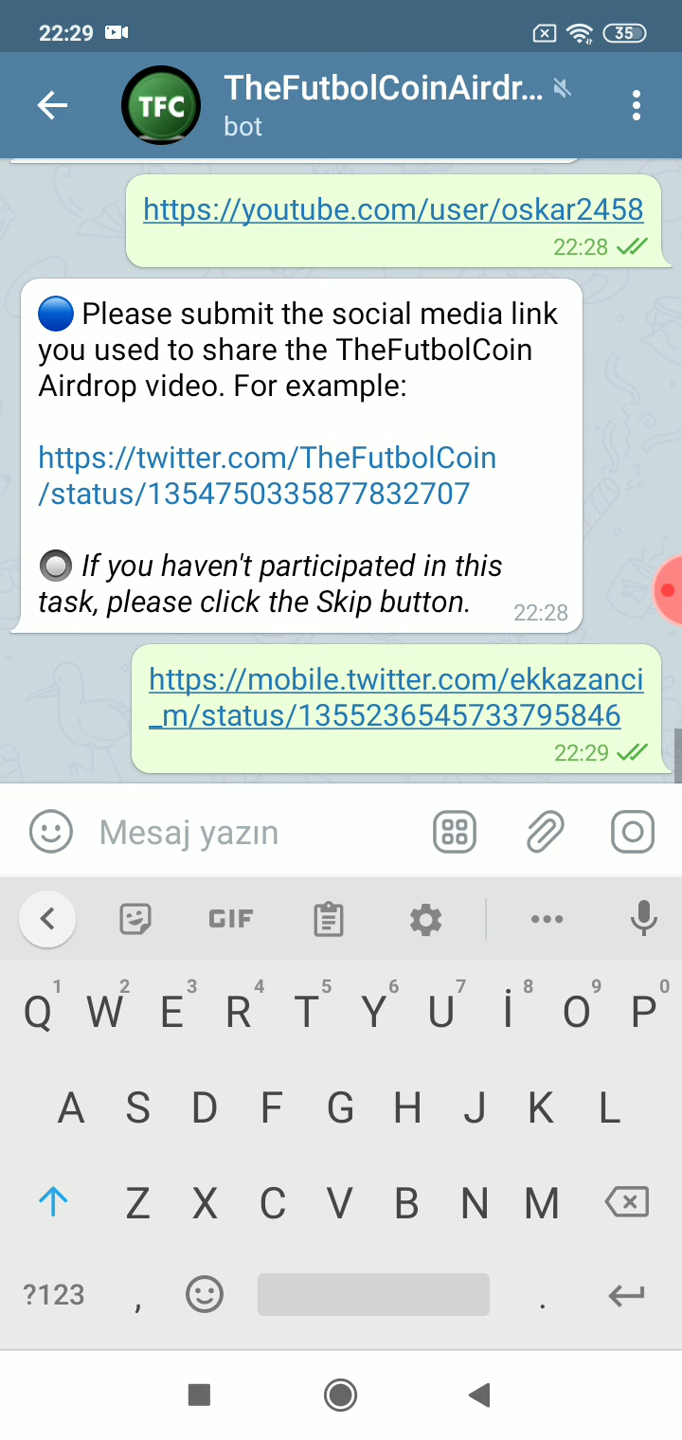 22:29
35
TFC
TheFutbolCoinAirdr...
bot
https://youtube.com/user/oskar2458
22:28
Please submit the social media link
you used to share the TheFutbolCoin
Airdrop video. For example:
https://twitter.com/TheFutbolCoin
/status/1354750335877832707
If you haven't participated in this
task, please click the Skip button.
22:28
https://mobile.twitter.com/ekkazanci
_m/status/1355236545733795846
22:29
Mesaj yazın
GIF
1 2 3 4 5 6 7 8 9 0
Q W E R T Y U İ O P
A S D F G H J K L
Z X C V B N M
?123 , .